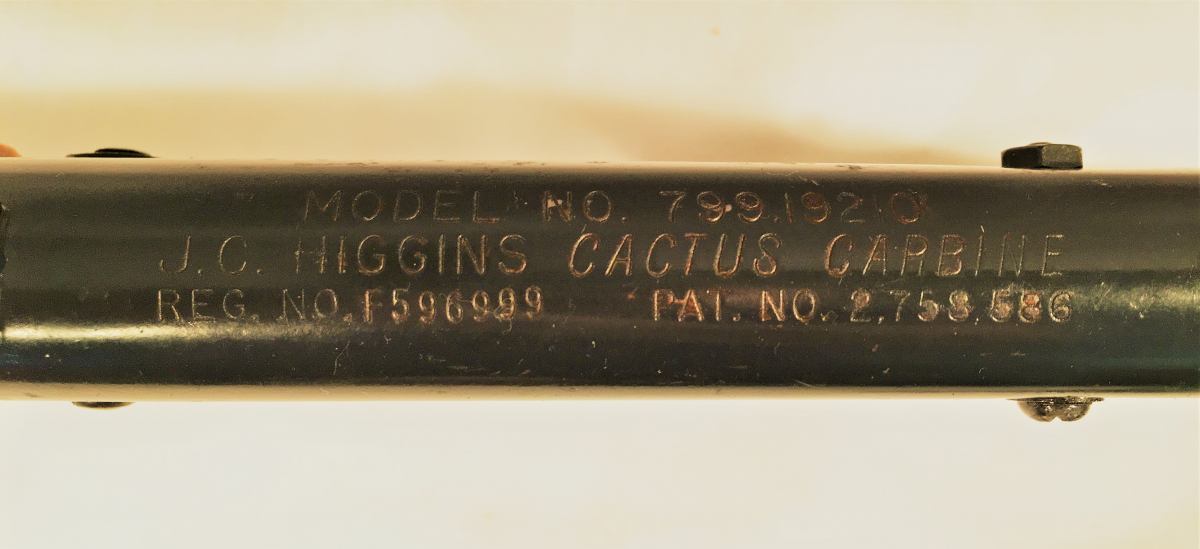 MODEL NO. 799.19210
J.C. HIGGINS CACTUS CARBINE
REG. NO. F596999 PAT. NO. 2,758,586